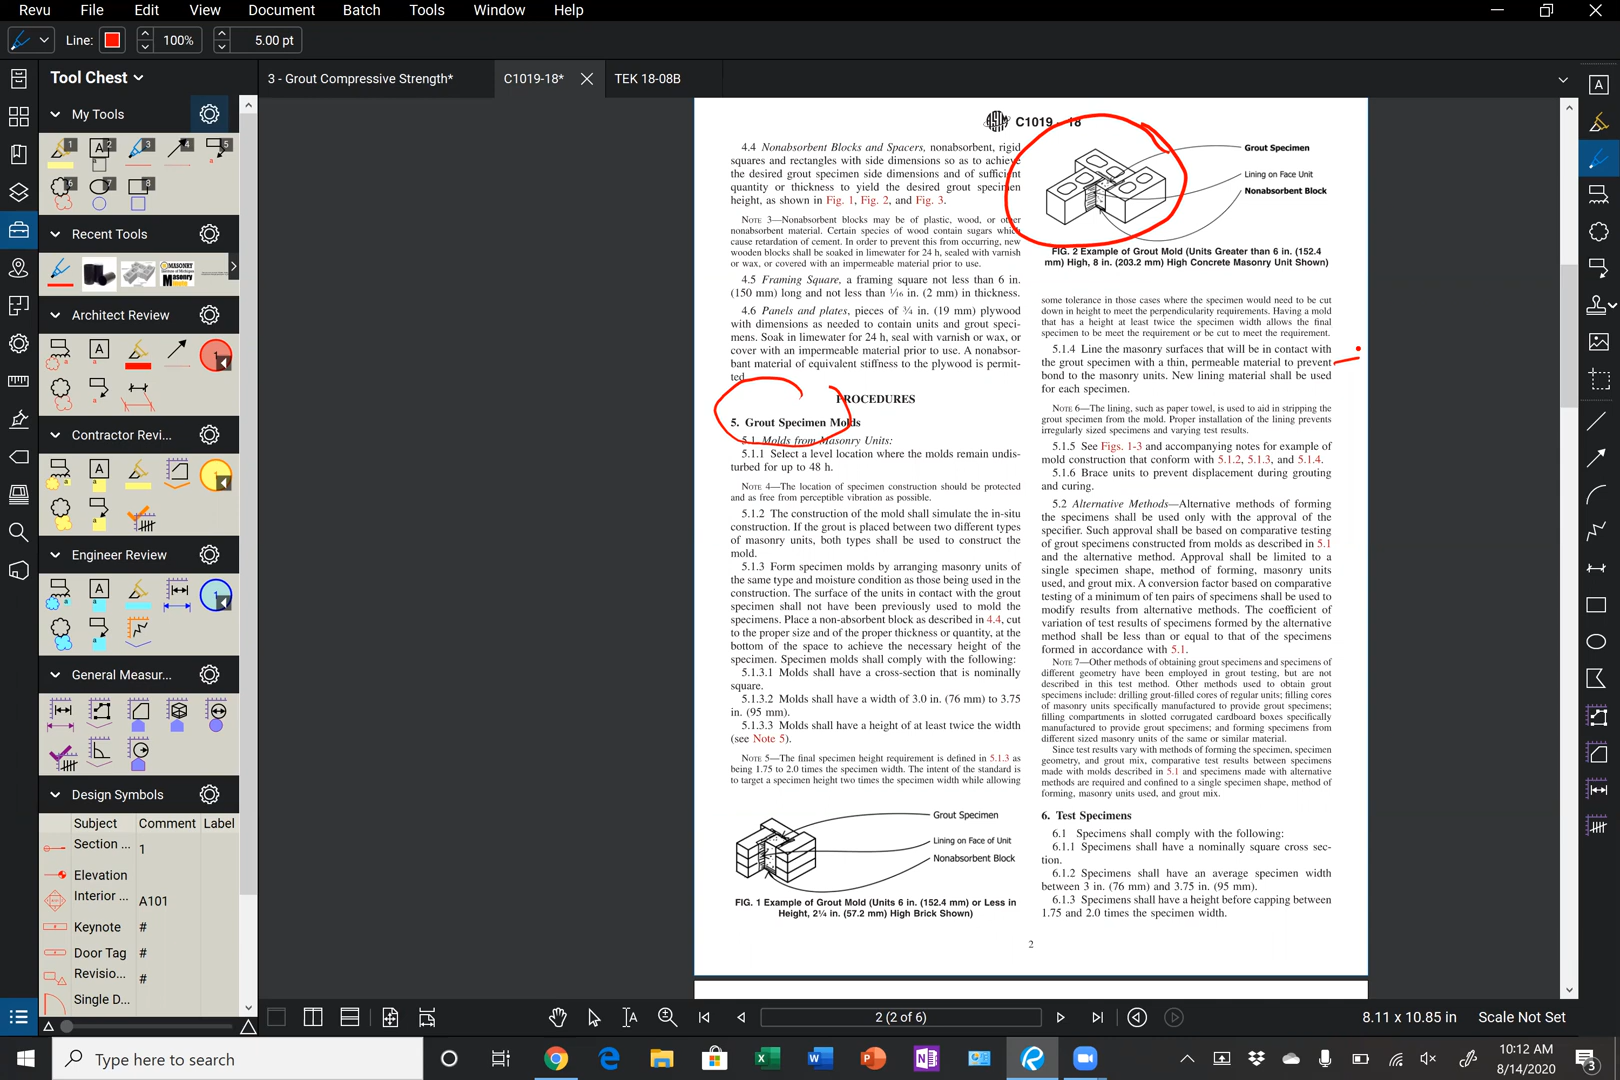 Revu File Edit View Document Batch Tools Window Help
Line: 100% 5.00 pt
Tool Chest
3 - Grout Compressive Strength* C1019-18* TEK 18-08B
My Tools
Recent Tools
Architect Review
Contractor Revi...
Engineer Review
General Measur...
Design Symbols
Subject Comment Label
Section ... 1
Elevation
Interior ... A101
Keynote #
Door Tag #
Revisio... #
Single D...
C1019 - 18
4.4 Nonabsorbent Blocks and Spacers, nonabsorbent, rigid
squares and rectangles with side dimensions so as to achieve
the desired grout specimen side dimensions and of sufficient
quantity or thickness to yield the desired grout specimen
height, as shown in Fig. 1, Fig. 2, and Fig. 3.
NOTE 3—Nonabsorbent blocks may be of plastic, wood, or other
nonabsorbent material. Certain species of wood contain sugars which
cause retardation of cement. In order to prevent this from occurring, new
wooden blocks shall be soaked in limewater for 24 h, sealed with varnish
or wax, or covered with an impermeable material prior to use.
4.5 Framing Square, a framing square not less than 6 in.
(150 mm) long and not less than 1/16 in. (2 mm) in thickness.
4.6 Panels and plates, pieces of 3/4 in. (19 mm) plywood
with dimensions as needed to contain units and grout speci-
mens. Soak in limewater for 24 h, seal with varnish or wax, or
cover with an impermeable material prior to use. A nonabsor-
bant material of equivalent stiffness to the plywood is permit-
ted.
PROCEDURES
5. Grout Specimen Molds
5.1 Molds from Masonry Units:
5.1.1 Select a level location where the molds remain undis-
turbed for up to 48 h.
NOTE 4—The location of specimen construction should be protected
and as free from perceptible vibration as possible.
5.1.2 The construction of the mold shall simulate the in-situ
construction. If the grout is placed between two different types
of masonry units, both types shall be used to construct the
mold.
5.1.3 Form specimen molds by arranging masonry units of
the same type and moisture condition as those being used in the
construction. The surface of the units in contact with the grout
specimen shall not have been previously used to mold the
specimens. Place a non-absorbent block as described in 4.4, cut
to the proper size and of the proper thickness or quantity, at the
bottom of the space to achieve the necessary height of the
specimen. Specimen molds shall comply with the following:
5.1.3.1 Molds shall have a cross-section that is nominally
square.
5.1.3.2 Molds shall have a width of 3.0 in. (76 mm) to 3.75
in. (95 mm).
5.1.3.3 Molds shall have a height of at least twice the width
(see Note 5).
NOTE 5—The final specimen height requirement is defined in 5.1.3 as
being 1.75 to 2.0 times the specimen width. The intent of the standard is
to target a specimen height two times the specimen width while allowing
Grout Specimen
Lining on Face of Unit
Nonabsorbent Block
FIG. 1 Example of Grout Mold (Units 6 in. (152.4 mm) or Less in
Height, 2¼ in. (57.2 mm) High Brick Shown)
Grout Specimen
Lining on Face Unit
Nonabsorbent Block
FIG. 2 Example of Grout Mold (Units Greater than 6 in. (152.4
mm) High, 8 in. (203.2 mm) High Concrete Masonry Unit Shown)
some tolerance in those cases where the specimen would need to be cut
down in height to meet the perpendicularity requirements. Having a mold
that has a height at least twice the specimen width allows the final
specimen to be meet the requirement or be cut to meet the requirement.
5.1.4 Line the masonry surfaces that will be in contact with
the grout specimen with a thin, permeable material to prevent
bond to the masonry units. New lining material shall be used
for each specimen.
NOTE 6—The lining, such as paper towel, is used to aid in stripping the
grout specimen from the mold. Proper installation of the lining prevents
irregularly sized specimens and varying test results.
5.1.5 See Figs. 1-3 and accompanying notes for example of
mold construction that conform with 5.1.2, 5.1.3, and 5.1.4.
5.1.6 Brace units to prevent displacement during grouting
and curing.
5.2 Alternative Methods—Alternative methods of forming
the specimens shall be used only with the approval of the
specifier. Such approval shall be based on comparative testing
of grout specimens constructed from molds as described in 5.1
and the alternative method. Approval shall be limited to a
single specimen shape, method of forming, masonry units
used, and grout mix. A conversion factor based on comparative
testing of a minimum of ten pairs of specimens shall be used to
modify results from alternative methods. The coefficient of
variation of test results of specimens formed by the alternative
method shall be less than or equal to that of the specimens
formed in accordance with 5.1.
NOTE 7—Other methods of obtaining grout specimens and specimens of
different geometry have been employed in grout testing, but are not
described in this test method. Other methods used to obtain grout
specimens include: drilling grout-filled cores of regular units; filling cores
of masonry units specifically manufactured to provide grout specimens;
filling compartments in slotted corrugated cardboard boxes specifically
manufactured to provide grout specimens; and forming specimens from
different sized masonry units of the same or similar material.
Since test results vary with methods of forming the specimen, specimen
geometry, and grout mix, comparative test results between specimens
made with molds described in 5.1 and specimens made with alternative
methods are required and confined to a single specimen shape, method of
forming, masonry units used, and grout mix.
6. Test Specimens
6.1 Specimens shall comply with the following:
6.1.1 Specimens shall have a nominally square cross sec-
tion.
6.1.2 Specimens shall have an average specimen width
between 3 in. (76 mm) and 3.75 in. (95 mm).
6.1.3 Specimens shall have a height before capping between
1.75 and 2.0 times the specimen width.
2
2 (2 of 6)
8.11 x 10.85 in Scale Not Set
Type here to search
10:12 AM
8/14/2020
3